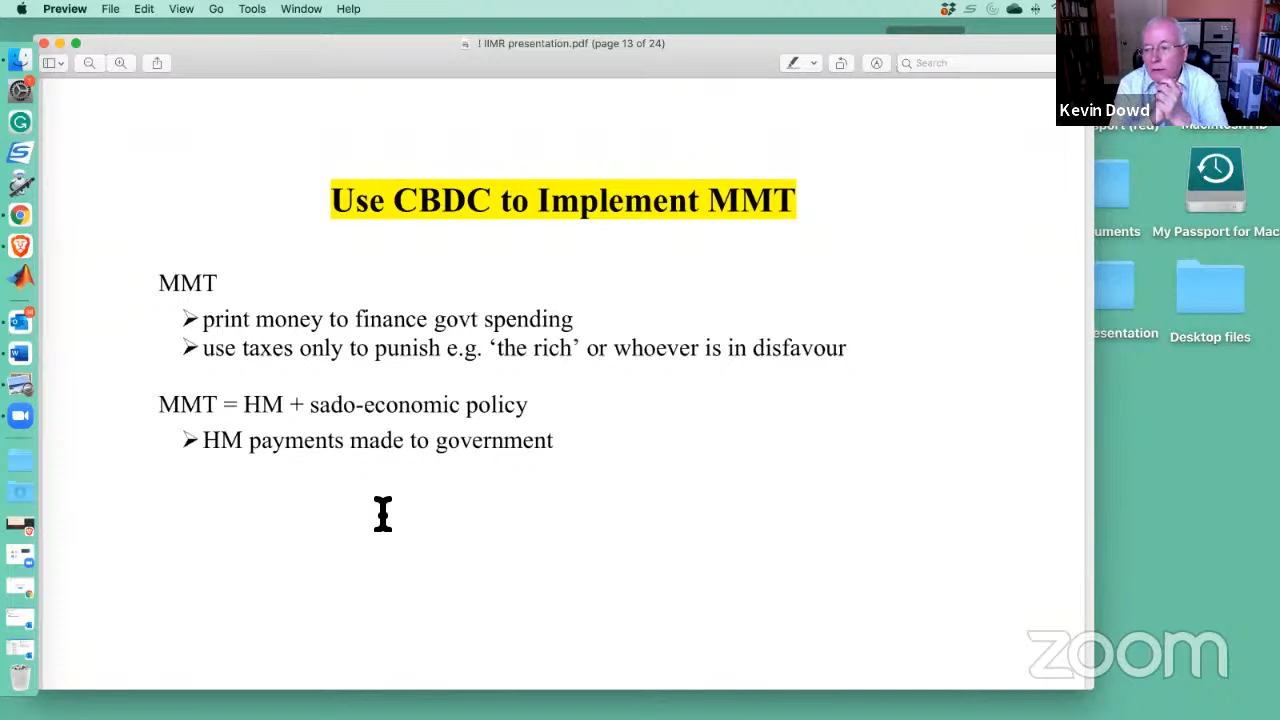 Preview File Edit View Go Tools Window Help
! IIMR presentation.pdf (page 13 of 24)
Search
Kevin Dowd
Use CBDC to Implement MMT
MMT
➢ print money to finance govt spending
➢ use taxes only to punish e.g. ‘the rich’ or whoever is in disfavour
MMT = HM + sado-economic policy
➢ HM payments made to government
uments
My Passport for Mac
esentation
Desktop files
zoom